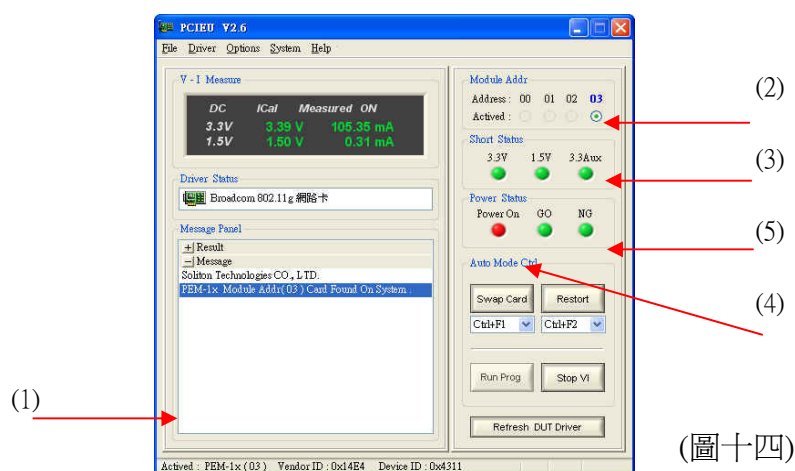 PCIEU V2.6
File Driver Options System Help
V - I Measure
DC ICal Measured ON
3.3V 3.39 V 105.35 mA
1.5V 1.50 V 0.31 mA
Driver Status
Broadcom 802.11g 網路卡
Message Panel
+ Result
- Message
Soliton Technologies CO., LTD.
PEM-1x Module Addr( 03 ) Card Found On System .
Module Addr
Address : 00 01 02 03
Actived :
Short Status
3.3V 1.5V 3.3Aux
Power Status
Power On GO NG
Auto Mode Ctrl
Swap Card Restort
Ctrl+F1 Ctrl+F2
Run Prog Stop VI
Refresh DUT Driver
Actived : PEM-1x ( 03 ) Vendor ID : 0x14E4 Device ID : 0x4311
(1)
(2)
(3)
(5)
(4)
(圖十四)